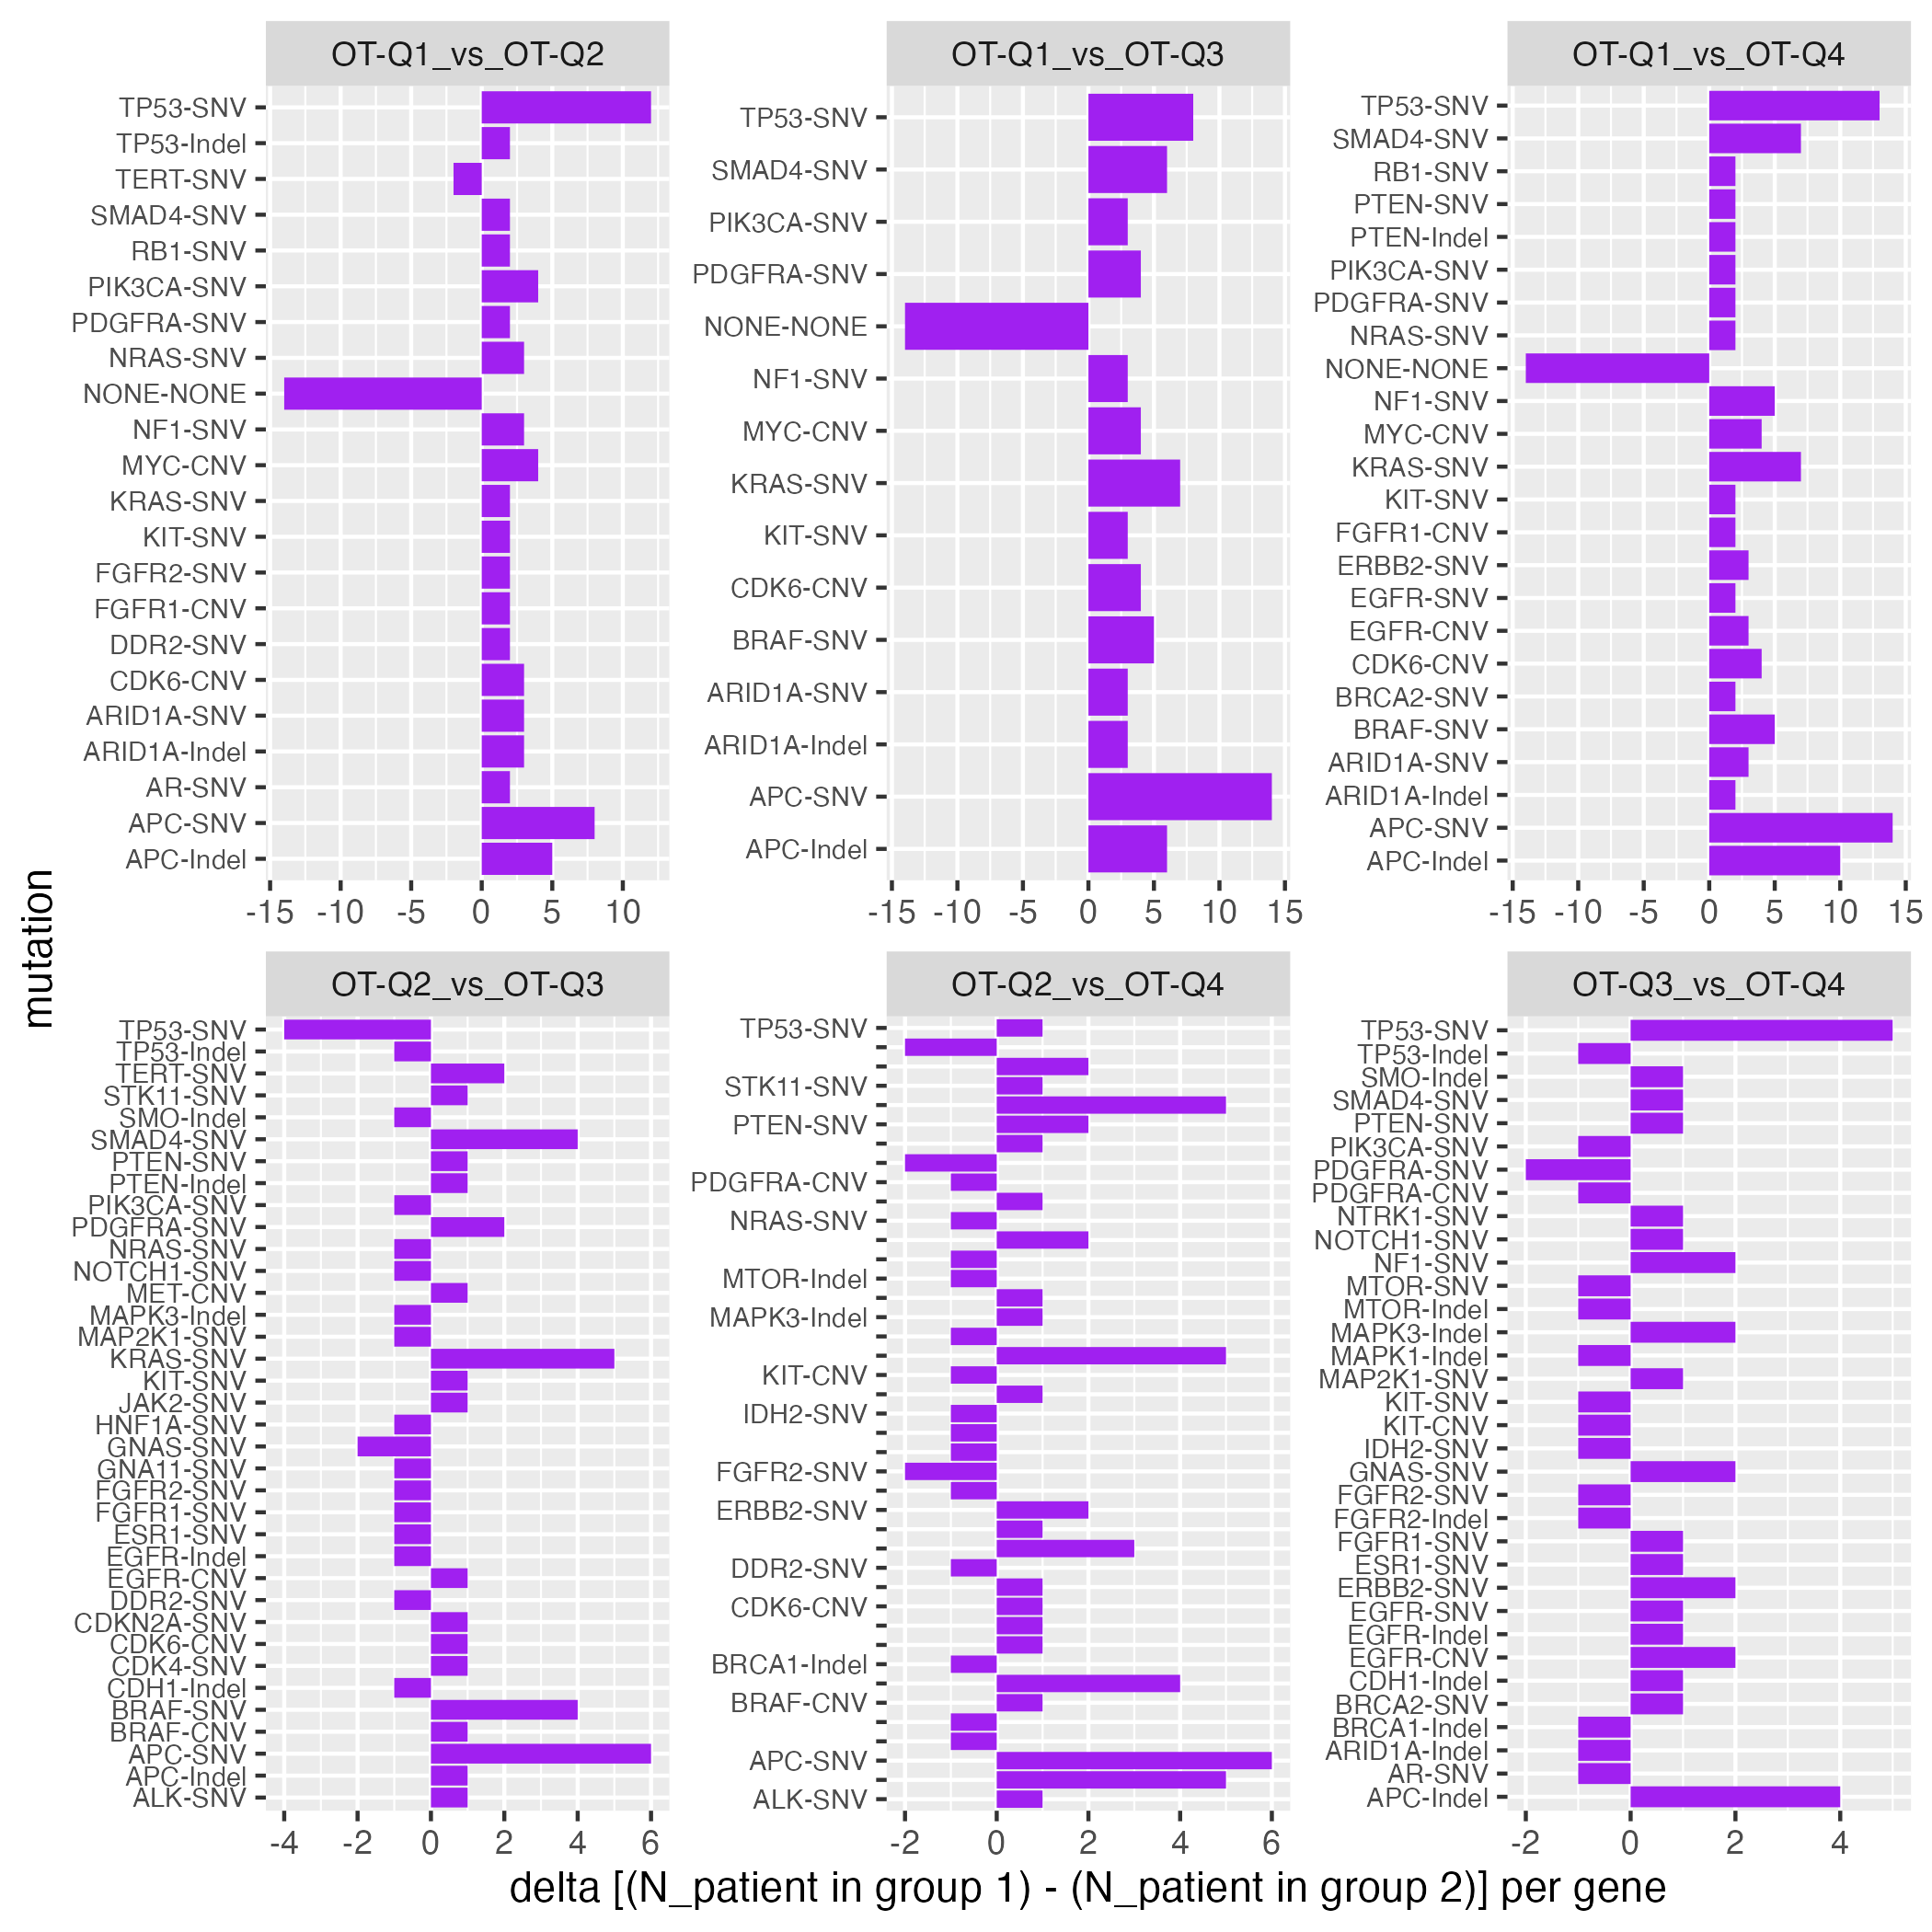 OT-Q1_vs_OT-Q2
TP53-SNV
TP53-Indel
TERT-SNV
SMAD4-SNV
RB1-SNV
PIK3CA-SNV
PDGFRA-SNV
NRAS-SNV
NONE-NONE
NF1-SNV
MYC-CNV
KRAS-SNV
KIT-SNV
FGFR2-SNV
FGFR1-CNV
DDR2-SNV
CDK6-CNV
ARID1A-SNV
ARID1A-Indel
AR-SNV
APC-SNV
APC-Indel
-15 -10 -5 0 5 10
OT-Q1_vs_OT-Q3
TP53-SNV
SMAD4-SNV
PIK3CA-SNV
PDGFRA-SNV
NONE-NONE
NF1-SNV
MYC-CNV
KRAS-SNV
KIT-SNV
CDK6-CNV
BRAF-SNV
ARID1A-SNV
ARID1A-Indel
APC-SNV
APC-Indel
-15 -10 -5 0 5 10 15
OT-Q1_vs_OT-Q4
TP53-SNV
SMAD4-SNV
RB1-SNV
PTEN-SNV
PTEN-Indel
PIK3CA-SNV
PDGFRA-SNV
NRAS-SNV
NONE-NONE
NF1-SNV
MYC-CNV
KRAS-SNV
KIT-SNV
FGFR1-CNV
ERBB2-SNV
EGFR-SNV
EGFR-CNV
CDK6-CNV
BRCA2-SNV
BRAF-SNV
ARID1A-SNV
ARID1A-Indel
APC-SNV
APC-Indel
-15 -10 -5 0 5 10 15
mutation
OT-Q2_vs_OT-Q3
TP53-SNV
TP53-Indel
TERT-SNV
STK11-SNV
SMO-Indel
SMAD4-SNV
PTEN-SNV
PTEN-Indel
PIK3CA-SNV
PDGFRA-SNV
NRAS-SNV
NOTCH1-SNV
MET-CNV
MAPK3-Indel
MAP2K1-SNV
KRAS-SNV
KIT-SNV
JAK2-SNV
HNF1A-SNV
GNAS-SNV
GNA11-SNV
FGFR2-SNV
FGFR1-SNV
ESR1-SNV
EGFR-Indel
EGFR-CNV
DDR2-SNV
CDKN2A-SNV
CDK6-CNV
CDK4-SNV
CDH1-Indel
BRAF-SNV
BRAF-CNV
APC-SNV
APC-Indel
ALK-SNV
-4 -2 0 2 4 6
OT-Q2_vs_OT-Q4
TP53-SNV
STK11-SNV
PTEN-SNV
PDGFRA-CNV
NRAS-SNV
MTOR-Indel
MAPK3-Indel
KIT-CNV
IDH2-SNV
FGFR2-SNV
ERBB2-SNV
DDR2-SNV
CDK6-CNV
BRCA1-Indel
BRAF-CNV
APC-SNV
ALK-SNV
-2 0 2 4 6
OT-Q3_vs_OT-Q4
TP53-SNV
TP53-Indel
SMO-Indel
SMAD4-SNV
PTEN-SNV
PIK3CA-SNV
PDGFRA-SNV
PDGFRA-CNV
NTRK1-SNV
NOTCH1-SNV
NF1-SNV
MTOR-SNV
MTOR-Indel
MAPK3-Indel
MAPK1-Indel
MAP2K1-SNV
KIT-SNV
KIT-CNV
IDH2-SNV
GNAS-SNV
FGFR2-SNV
FGFR2-Indel
FGFR1-SNV
ESR1-SNV
ERBB2-SNV
EGFR-SNV
EGFR-Indel
EGFR-CNV
CDH1-Indel
BRCA2-SNV
BRCA1-Indel
ARID1A-Indel
AR-SNV
APC-Indel
-2 0 2 4
delta [(N_patient in group 1) - (N_patient in group 2)] per gene